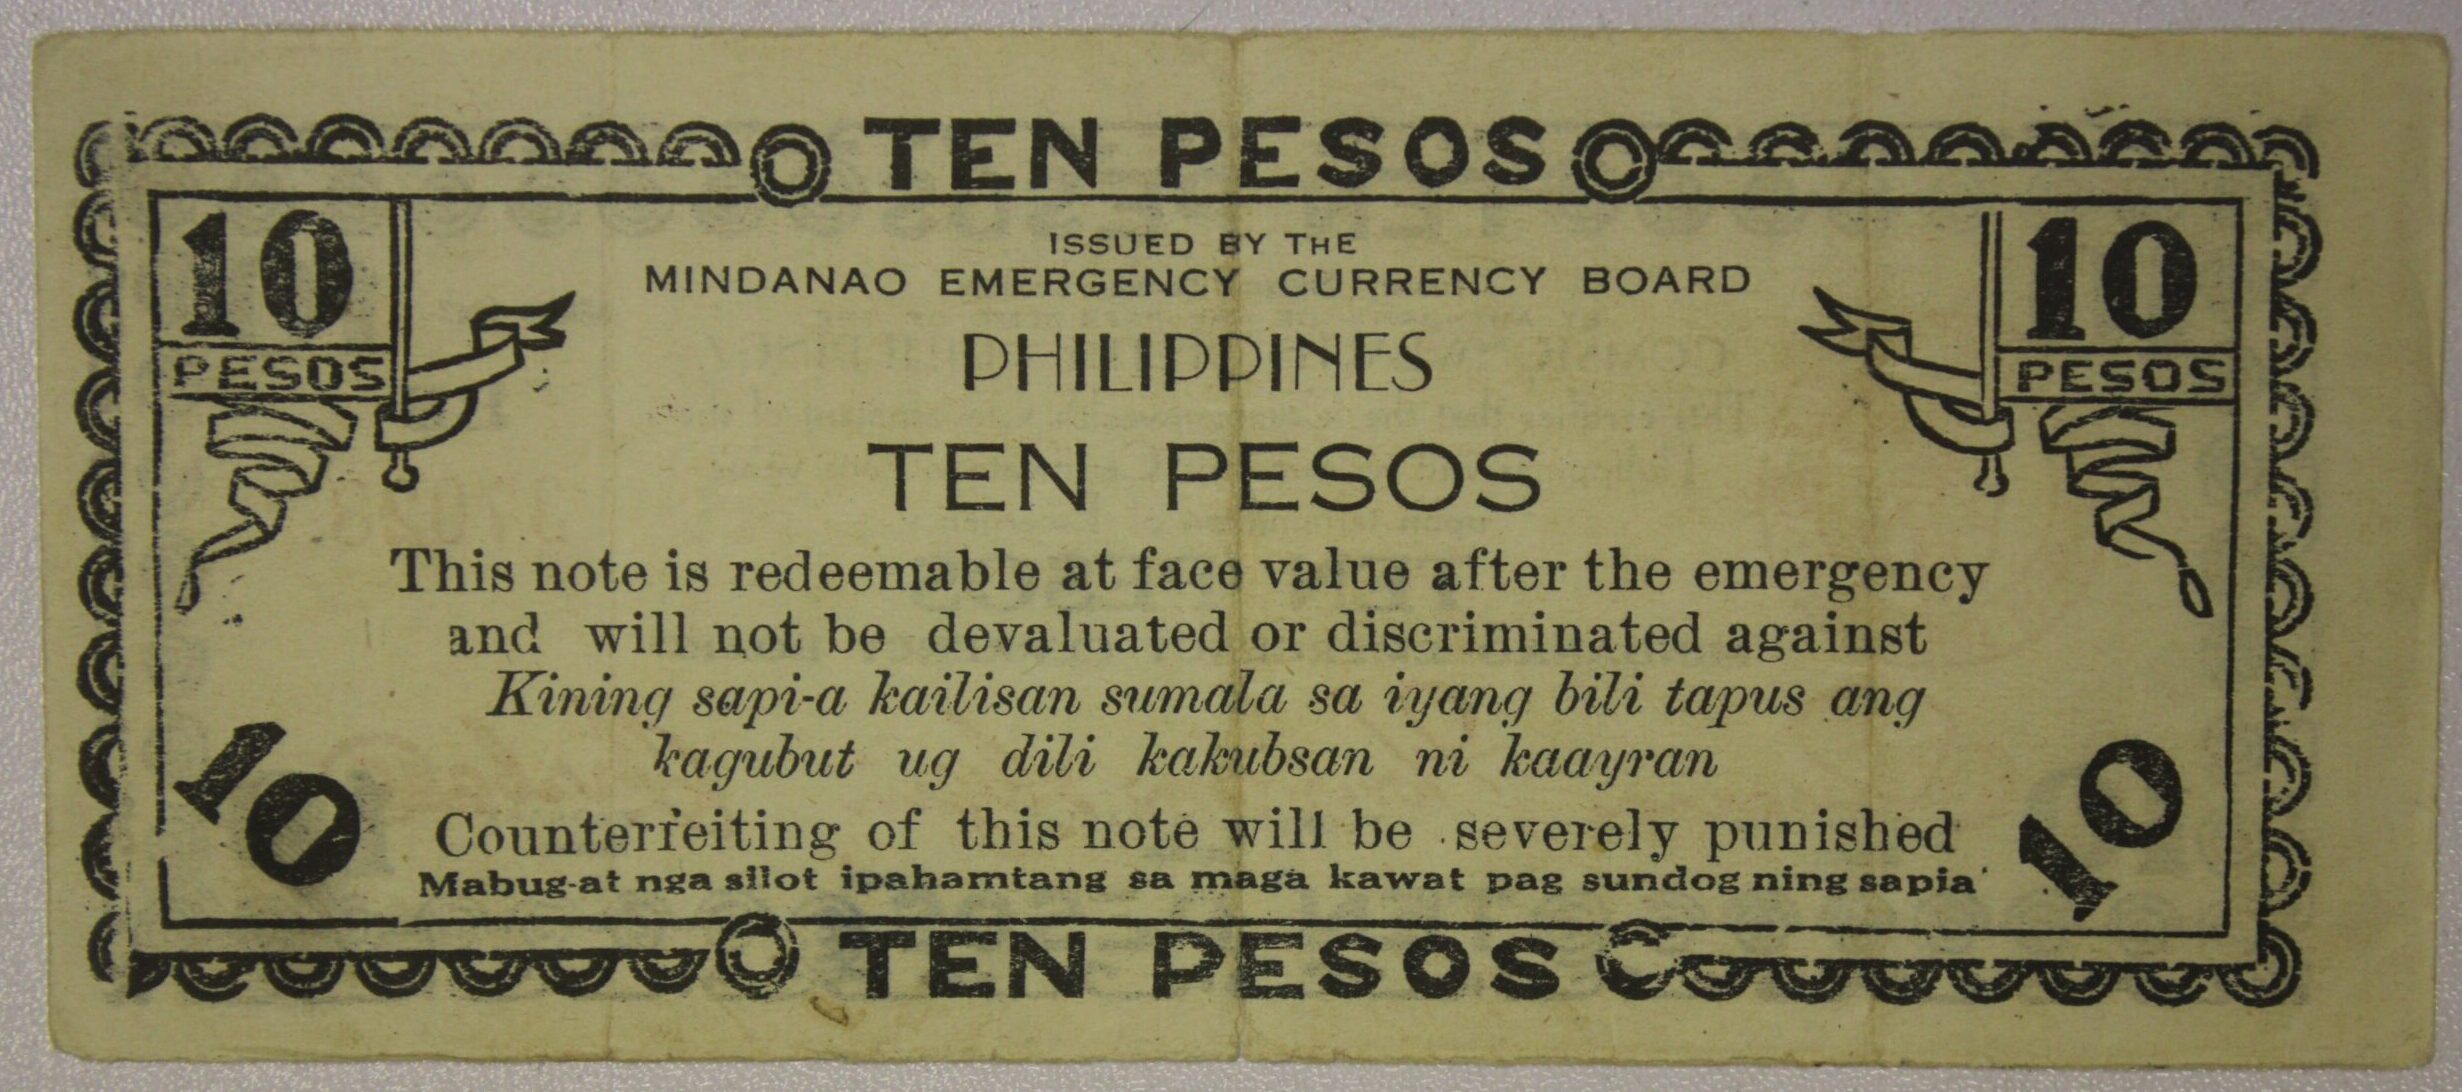 TEN PESOS
10 10
PESOS PESOS
ISSUED BY THE
MINDANAO EMERGENCY CURRENCY BOARD
PHILIPPINES
TEN PESOS
This note is redeemable at face value after the emergency
and will not be devaluated or discriminated against
Kining sapi-a kailisan sumala sa iyang bili tapus ang
kagubut ug dili kakubsan ni kaayran
Counterfeiting of this note will be severely punished
Mabug-at nga silot ipahamtang sa maga kawat pag sundog ning sapia
10 10
TEN PESOS